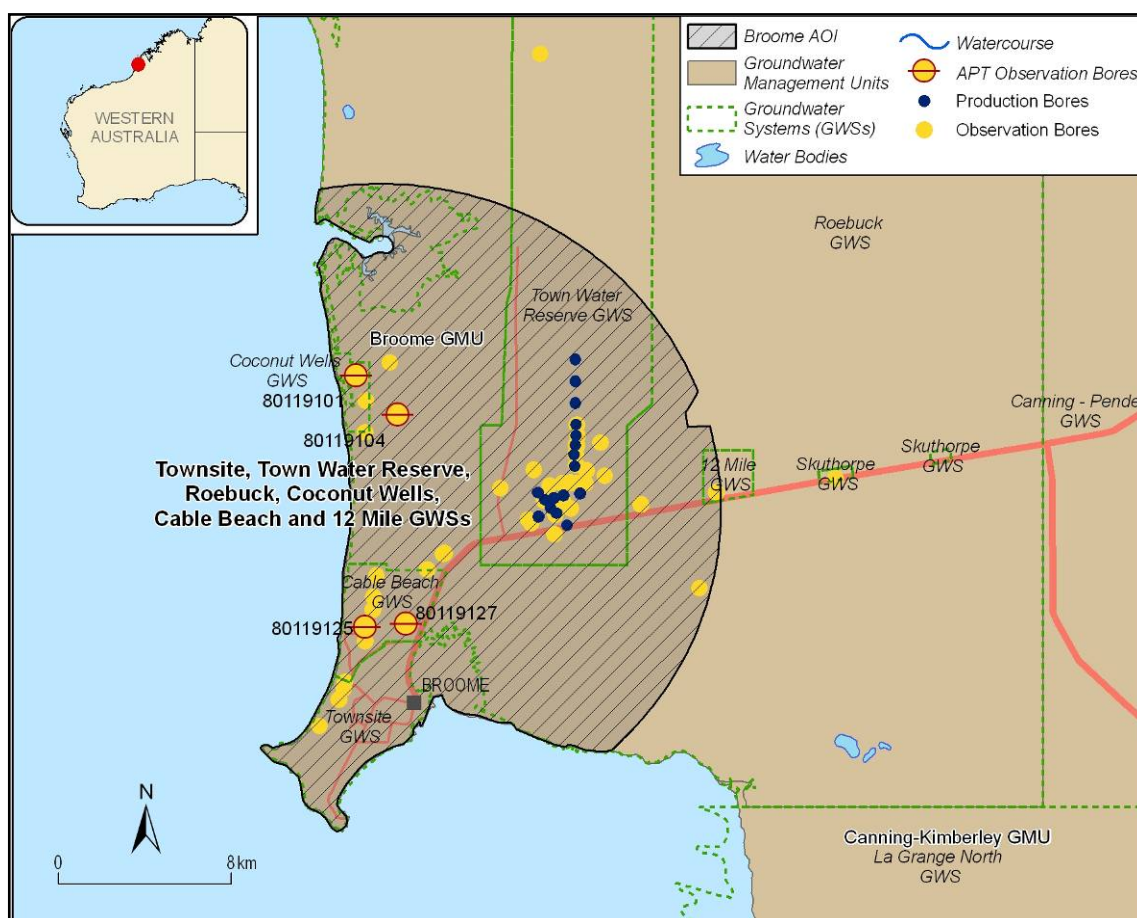 WESTERN
AUSTRALIA
Broome AOI
Groundwater
Management Units
Groundwater
Systems (GWSs)
Water Bodies
Watercourse
APT Observation Bores
Production Bores
Observation Bores
Roebuck
GWS
Town Water
Reserve GWS
Broome GMU
Coconut Wells
GWS
80119101
80119104
Canning - Pende
GWS
Skuthorpe
GWS
12 Mile
GWS
Skuthorpe
GWS
Townsite, Town Water Reserve,
Roebuck, Coconut Wells,
Cable Beach and 12 Mile GWSs
Cable Beach
GWS
80119125
80119127
BROOME
Townsite
GWS
N
0 8km
Canning-Kimberley GMU
La Grange North
GWS